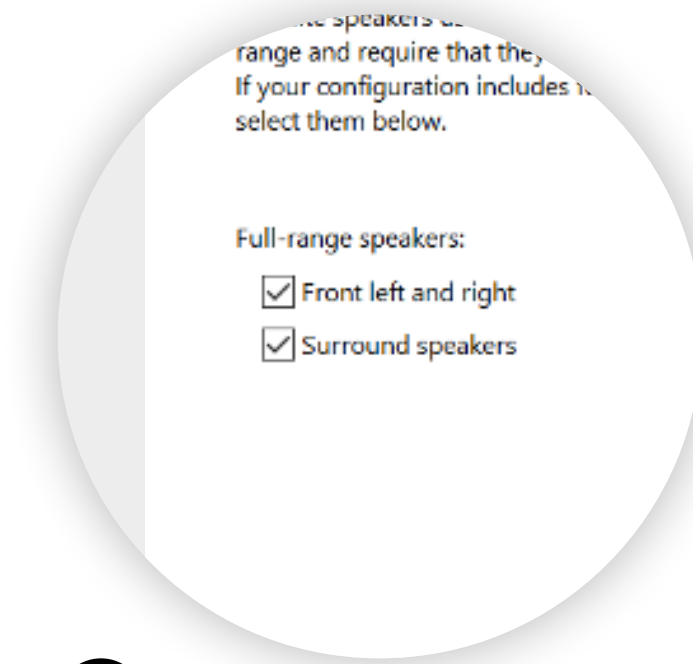 speakers
range and require that they
If your configuration includes
select them below.
Full-range speakers:
Front left and right
Surround speakers